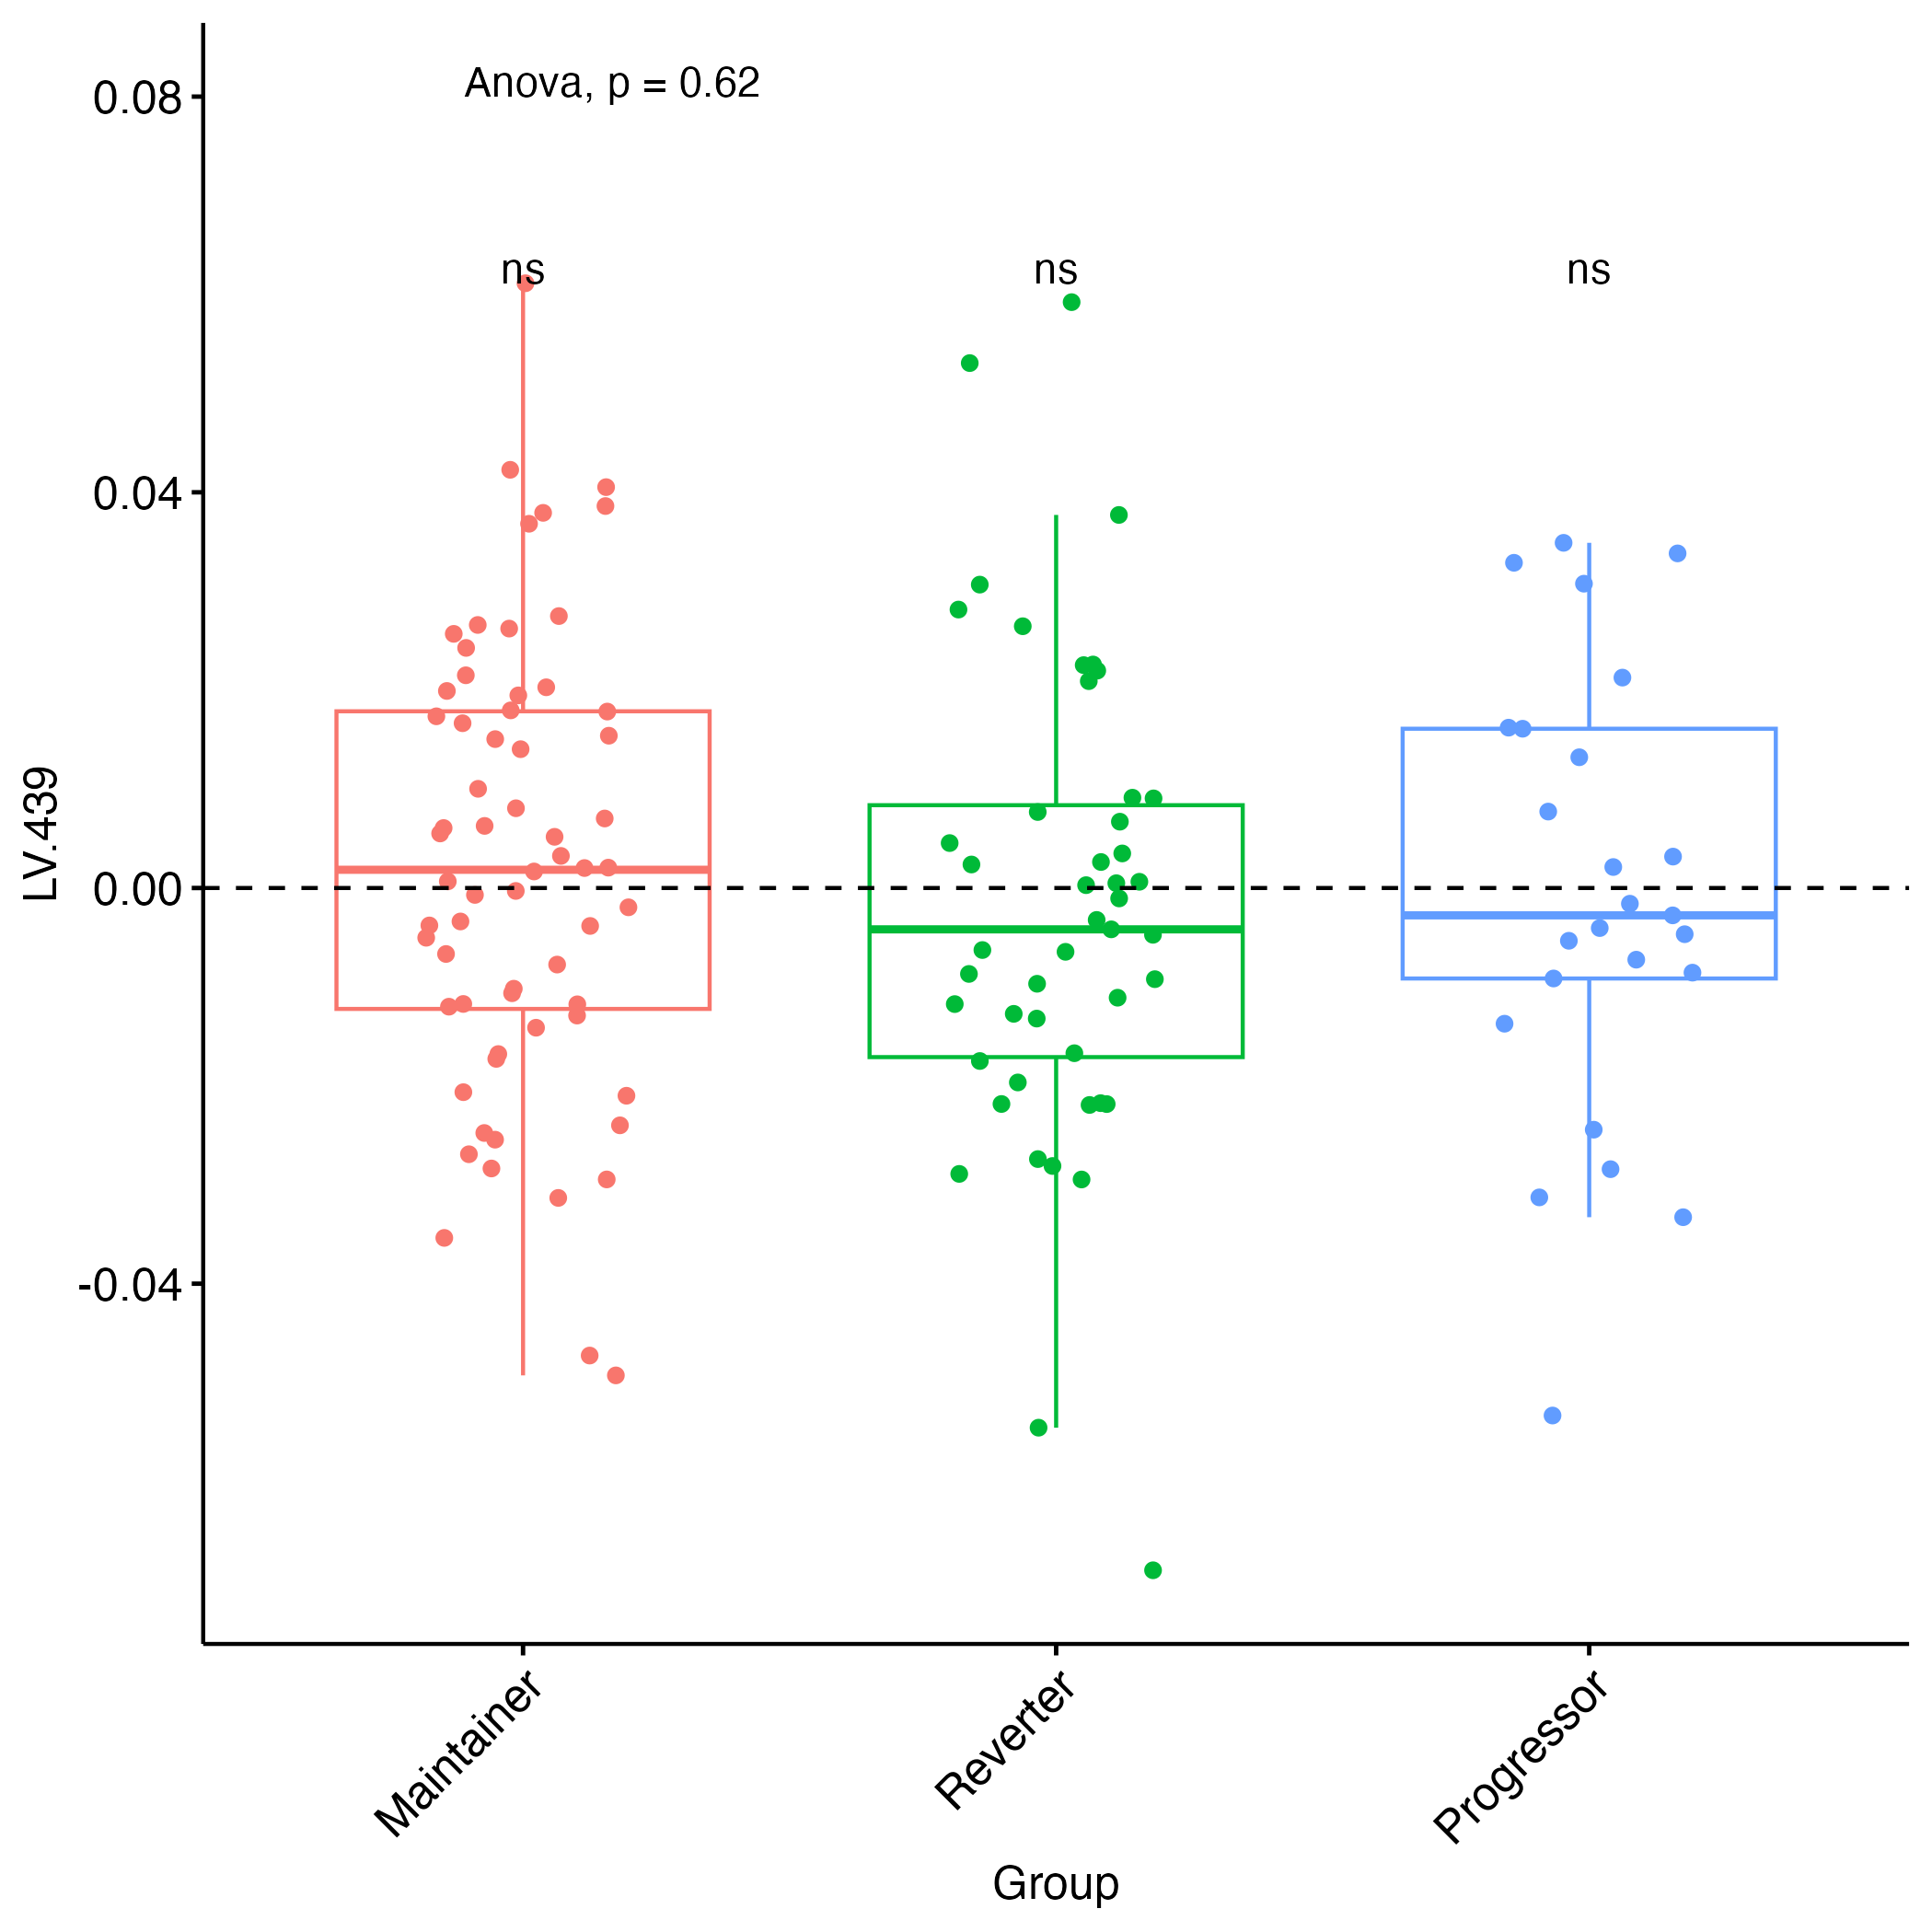 Anova, p = 0.62
0.08
ns ns ns
0.04
LV.439
0.00
-0.04
Maintainer Reverter Progressor
Group